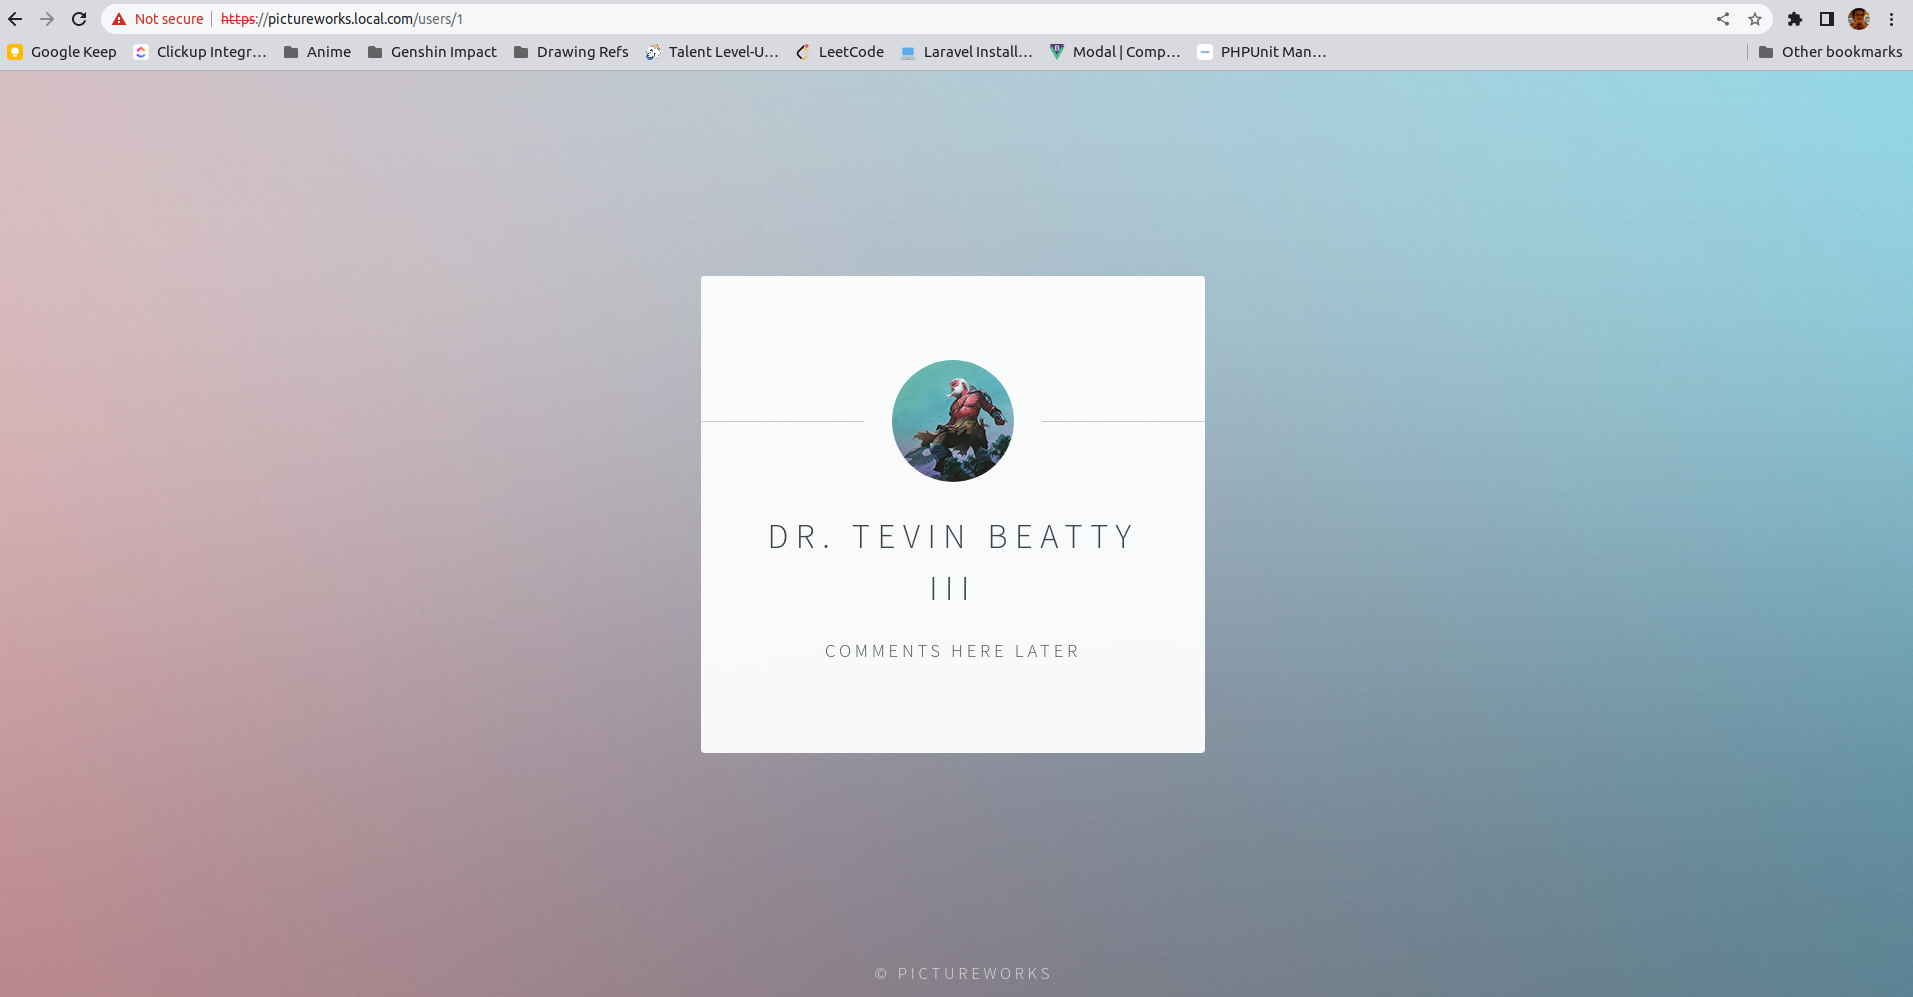 Not secure https://pictureworks.local.com/users/1
Google Keep Clickup Integr... Anime Genshin Impact Drawing Refs Talent Level-U... LeetCode Laravel Install... Modal | Comp... PHPUnit Man... Other bookmarks
DR. TEVIN BEATTY
III
COMMENTS HERE LATER
© PICTUREWORKS